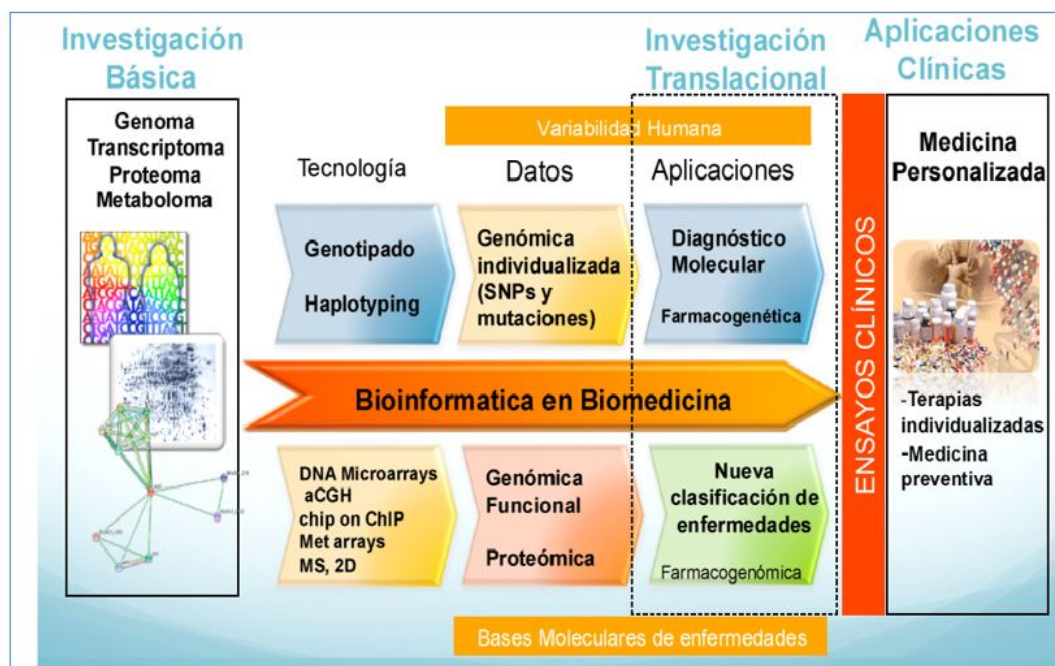 Investigación
Básica
Investigación
Translacional
Aplicaciones
Clínicas
Genoma
Transcriptoma
Proteoma
Metaboloma
Variabilidad Humana
Tecnología
Datos
Aplicaciones
Genotipado
Haplotyping
Genómica
individualizada
(SNPs y
mutaciones)
Diagnóstico
Molecular
Farmacogenética
Bioinformatica en Biomedicina
DNA Microarrays
aCGH
chip on ChIP
Met arrays
MS, 2D
Genómica
Funcional
Proteómica
Nueva
clasificación de
enfermedades
Farmacogenómica
Bases Moleculares de enfermedades
ENSAYOS CLÍNICOS
Medicina
Personalizada
-Terapias
individualizadas
-Medicina
preventiva